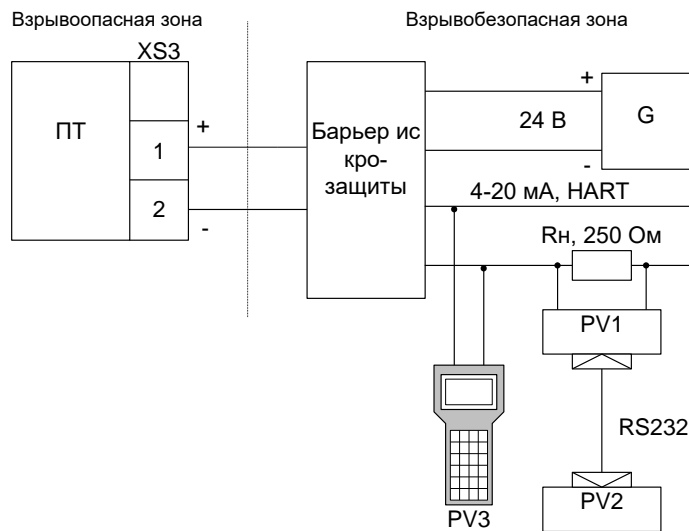 Взрывоопасная зона
Взрывобезопасная зона
XS3
ПТ
1
2
+
-
Барьер ис
кро-
защиты
+
24 В
-
G
4-20 мА, HART
Rн, 250 Ом
PV1
RS232
PV2
PV3